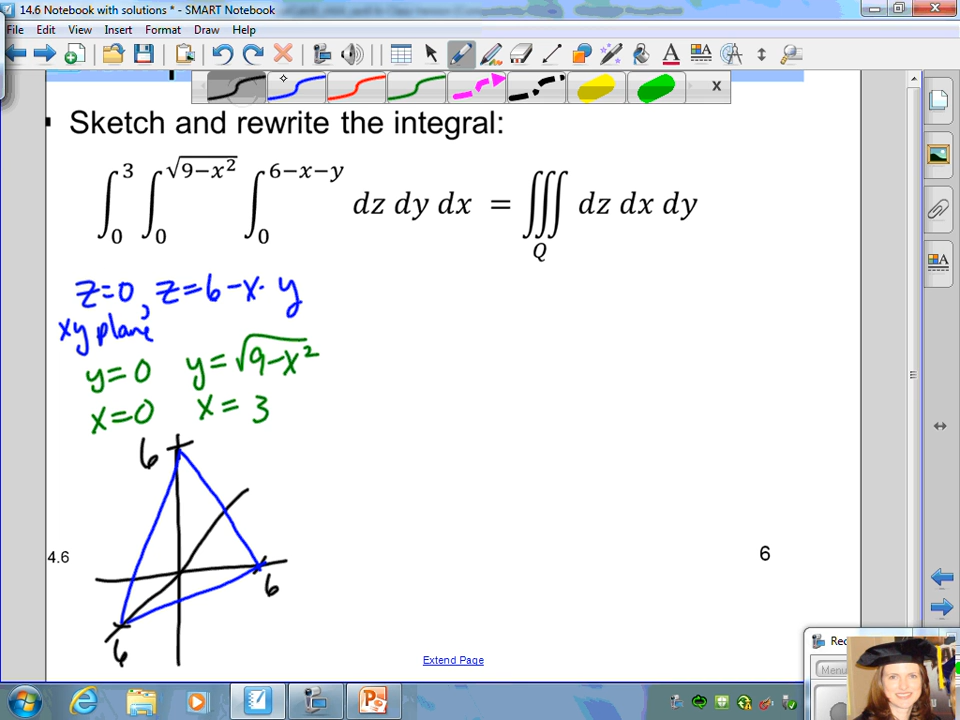 14.6 Notebook with solutions * - SMART Notebook
File Edit View Insert Format Draw Help
Sketch and rewrite the integral:
∫₀³ ∫₀^√(9−x²) ∫₀^(6−x−y) dz dy dx = ∭_Q dz dx dy
z=0, z=6-x-y
xy plane
y=0 y=√9-x²
x=0 x=3
6
6
6
4.6
6
Extend Page
Rec
Menu